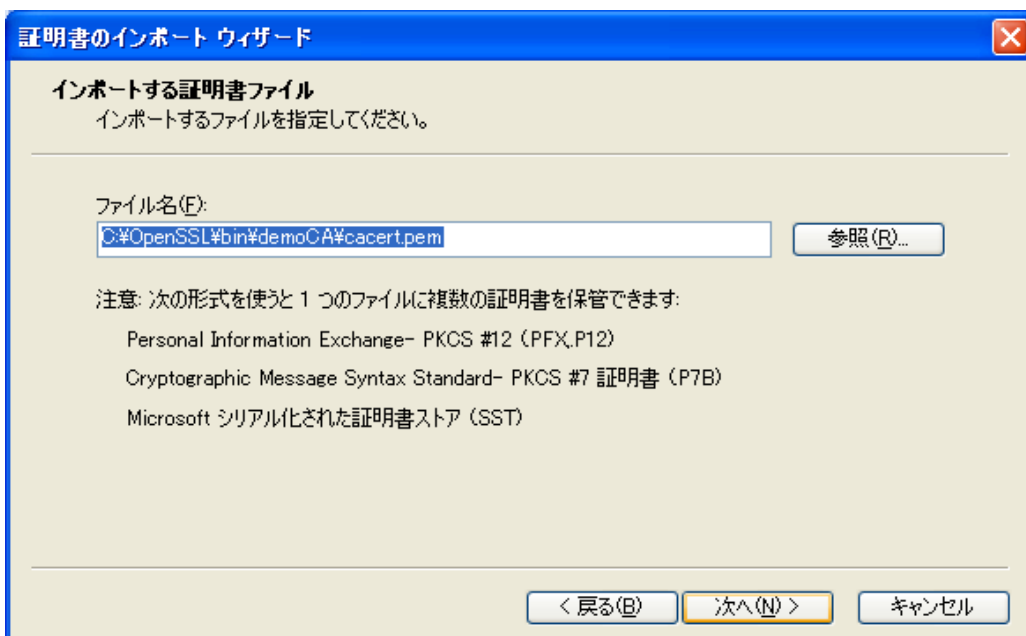 証明書のインポート ウィザード
インポートする証明書ファイル
インポートするファイルを指定してください。
ファイル名(F):
C:¥OpenSSL¥bin¥demoCA¥cacert.pem
参照(R)...
注意: 次の形式を使うと 1 つのファイルに複数の証明書を保管できます:
Personal Information Exchange- PKCS #12 (PFX,P12)
Cryptographic Message Syntax Standard- PKCS #7 証明書 (P7B)
Microsoft シリアル化された証明書ストア (SST)
< 戻る(B)
次へ(N) >
キャンセル